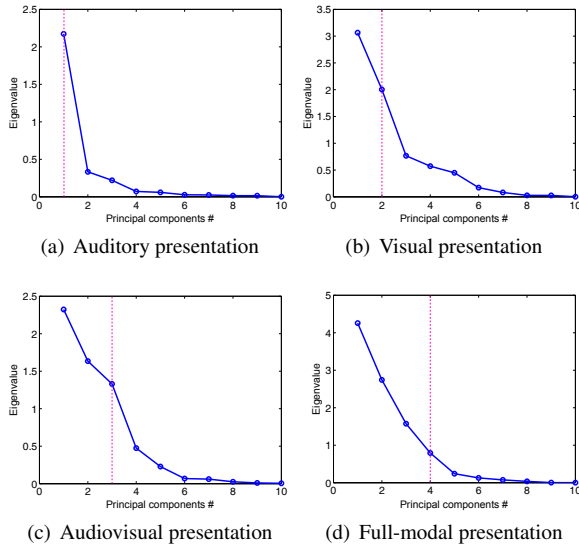 2.5
2
1.5
1
0.5
0
Eigenvalue
0 2 4 6 8 10
Principal components #
(a) Auditory presentation
3.5
3
2.5
2
1.5
1
0.5
0
Eigenvalue
0 2 4 6 8 10
Principal components #
(b) Visual presentation
2.5
2
1.5
1
0.5
0
Eigenvalue
0 2 4 6 8 10
Principal components #
(c) Audiovisual presentation
5
4
3
2
1
0
Eigenvalue
0 2 4 6 8 10
Principal components #
(d) Full-modal presentation